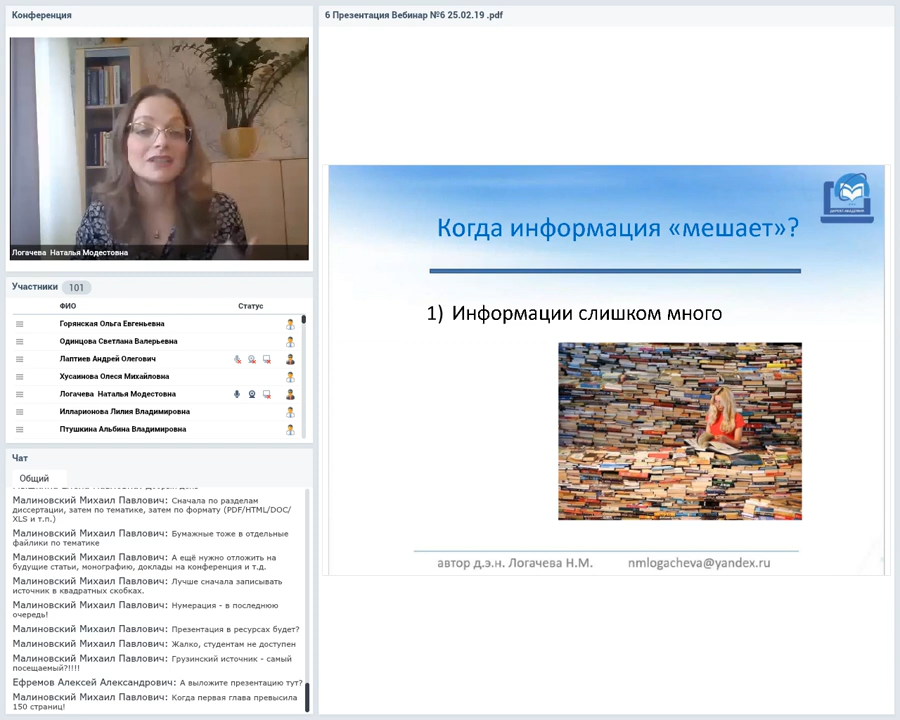 Конференция
Логачева Наталья Модестовна
Участники 101
ФИО Статус
Горянская Ольга Евгеньевна
Одинцова Светлана Валерьевна
Лаптиев Андрей Олегович
Хусаинова Олеся Михайловна
Логачева Наталья Модестовна
Илларионова Лилия Владимировна
Птушкина Альбина Владимировна
Чат
Общий
Малиновский Михаил Павлович: Сначала по разделам
диссертации, затем по тематике, затем по формату (PDF/HTML/DOC/
XLS и т.п.)
Малиновский Михаил Павлович: Бумажные тоже в отдельные
файлики по тематике
Малиновский Михаил Павлович: А ещё нужно отложить на
будущие статьи, монографию, доклады на конференция и т.д.
Малиновский Михаил Павлович: Лучше сначала записывать
источник в квадратных скобках.
Малиновский Михаил Павлович: Нумерация - в последнюю
очередь!
Малиновский Михаил Павлович: Презентация в ресурсах будет?
Малиновский Михаил Павлович: Жалко, студентам не доступен
Малиновский Михаил Павлович: Грузинский источник - самый
посещаемый?!!!!
Ефремов Алексей Александрович: А выложите презентацию тут?
Малиновский Михаил Павлович: Когда первая глава превысила
150 страниц!
6 Презентация Вебинар №6 25.02.19 .pdf
Когда информация «мешает»?
1) Информации слишком много
автор д.э.н. Логачева Н.М. nmlogacheva@yandex.ru